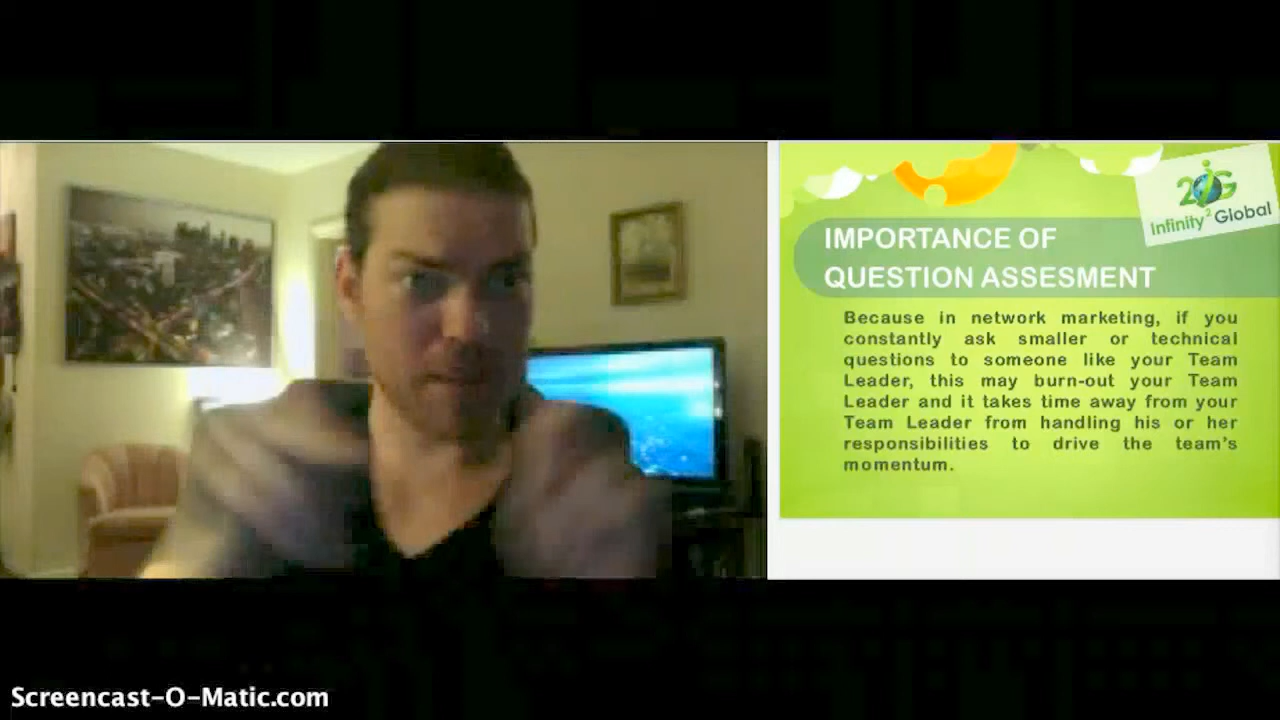 2iG
Infinity2 Global
IMPORTANCE OF
QUESTION ASSESMENT
Because in network marketing, if you
constantly ask smaller or technical
questions to someone like your Team
Leader, this may burn-out your Team
Leader and it takes time away from your
Team Leader from handling his or her
responsibilities to drive the team's
momentum.
Screencast-O-Matic.com